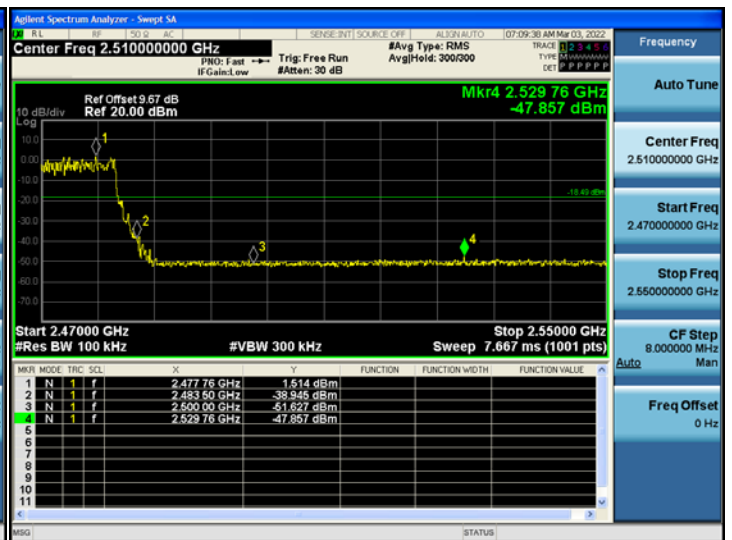 Agilent Spectrum Analyzer - Swept SA
RL RF 50 Ω AC SENSE:INT SOURCE OFF ALIGN AUTO 07:09:38 AM Mar 03, 2022
Center Freq 2.510000000 GHz #Avg Type: RMS TRACE 1 2 3 4 5 6
PNO: Fast Trig: Free Run Avg|Hold: 300/300 TYPE M
IFGain:Low #Atten: 30 dB DET P P P P P P
Mkr4 2.529 76 GHz
Ref Offset 9.67 dB
-47.857 dBm
10 dB/div Ref 20.00 dBm
Log
10.0
0.00
-10.0
-20.0
-30.0
-40.0
-50.0
-60.0
-70.0
1
2
3
4
-18.49 dBm
Start 2.47000 GHz Stop 2.55000 GHz
#Res BW 100 kHz #VBW 300 kHz Sweep 7.667 ms (1001 pts)
MKR MODE TRC SCL X Y FUNCTION FUNCTION WIDTH FUNCTION VALUE
1 N 1 f 2.477 76 GHz 1.514 dBm
2 N 1 f 2.483 50 GHz -38.945 dBm
3 N 1 f 2.500 00 GHz -51.627 dBm
4 N 1 f 2.529 76 GHz -47.857 dBm
5
6
7
8
9
10
11
MSG STATUS
Frequency
Auto Tune
Center Freq
2.510000000 GHz
Start Freq
2.470000000 GHz
Stop Freq
2.550000000 GHz
CF Step
8.000000 MHz
Auto Man
Freq Offset
0 Hz